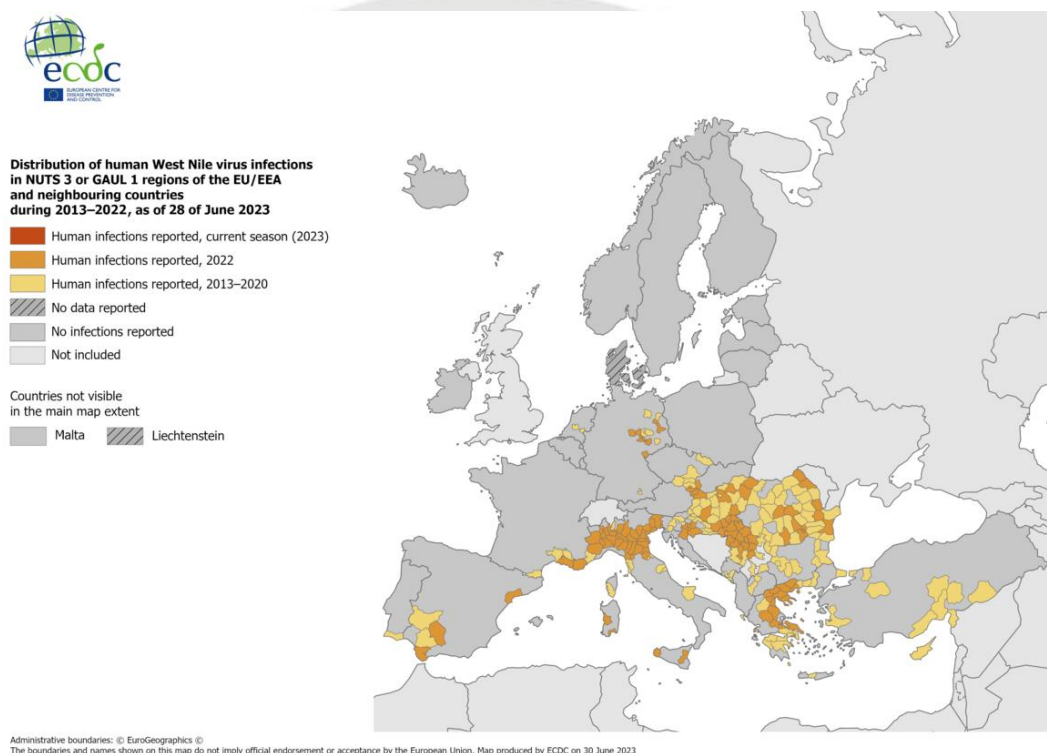 ecdc
EUROPEAN CENTRE FOR
DISEASE PREVENTION
AND CONTROL
Distribution of human West Nile virus infections
in NUTS 3 or GAUL 1 regions of the EU/EEA
and neighbouring countries
during 2013–2022, as of 28 of June 2023
Human infections reported, current season (2023)
Human infections reported, 2022
Human infections reported, 2013–2020
No data reported
No infections reported
Not included
Countries not visible
in the main map extent
Malta
Liechtenstein
Administrative boundaries: © EuroGeographics ©
The boundaries and names shown on this map do not imply official endorsement or acceptance by the European Union. Map produced by ECDC on 30 June 2023